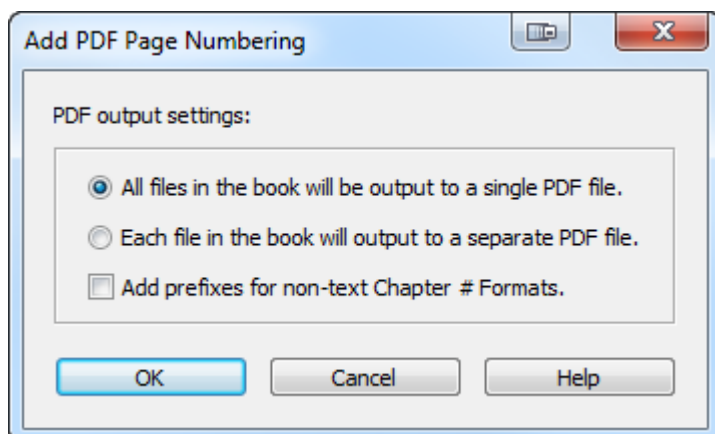 Add PDF Page Numbering
PDF output settings:
All files in the book will be output to a single PDF file.
Each file in the book will output to a separate PDF file.
Add prefixes for non-text Chapter # Formats.
OK Cancel Help